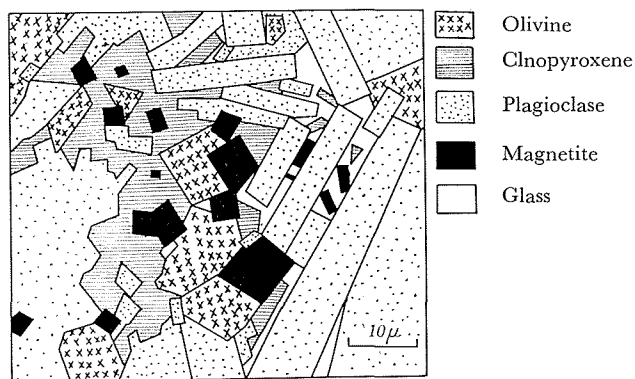 Olivine
Clnopyroxene
Plagioclase
Magnetite
Glass
10μ